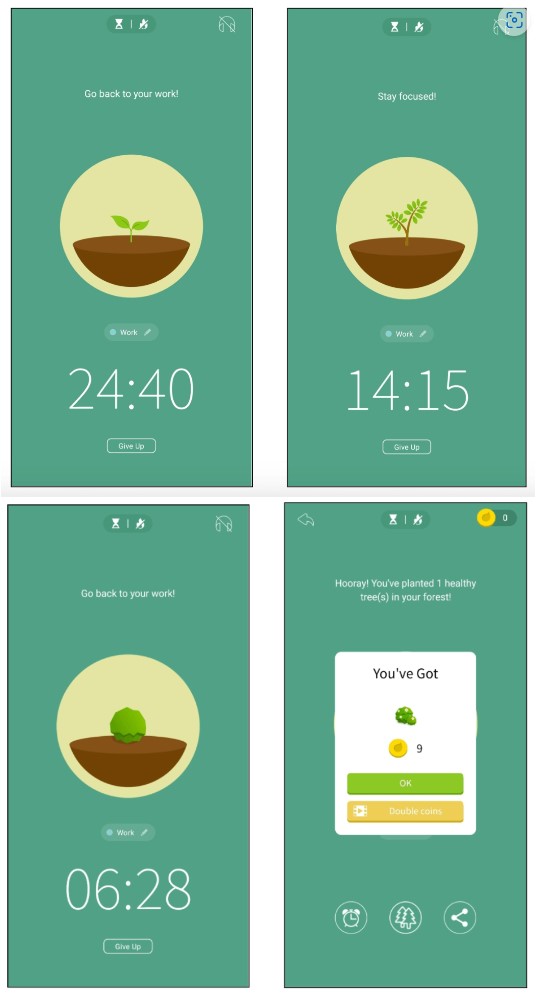 Go back to your work!
Work
24:40
Give Up
Stay focused!
Work
14:15
Give Up
Go back to your work!
Work
06:28
Give Up
0
Hooray! You've planted 1 healthy
tree(s) in your forest!
You've Got
9
OK
Double coins